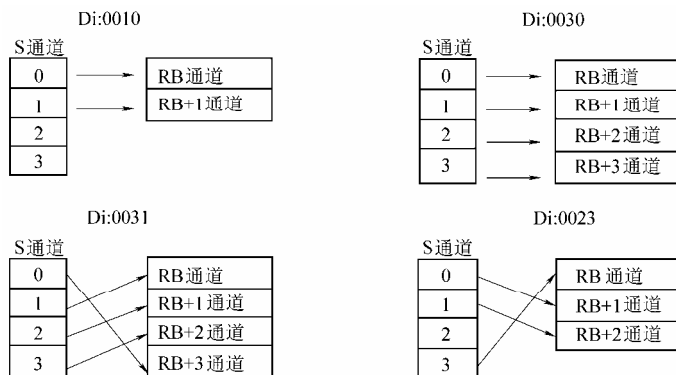 Di:0010
S通道
0
1
2
3
RB通道
RB+1通道
Di:0030
S通道
0
1
2
3
RB通道
RB+1通道
RB+2通道
RB+3通道
Di:0031
S通道
0
1
2
3
RB通道
RB+1通道
RB+2通道
RB+3通道
Di:0023
S通道
0
1
2
3
RB通道
RB+1通道
RB+2通道